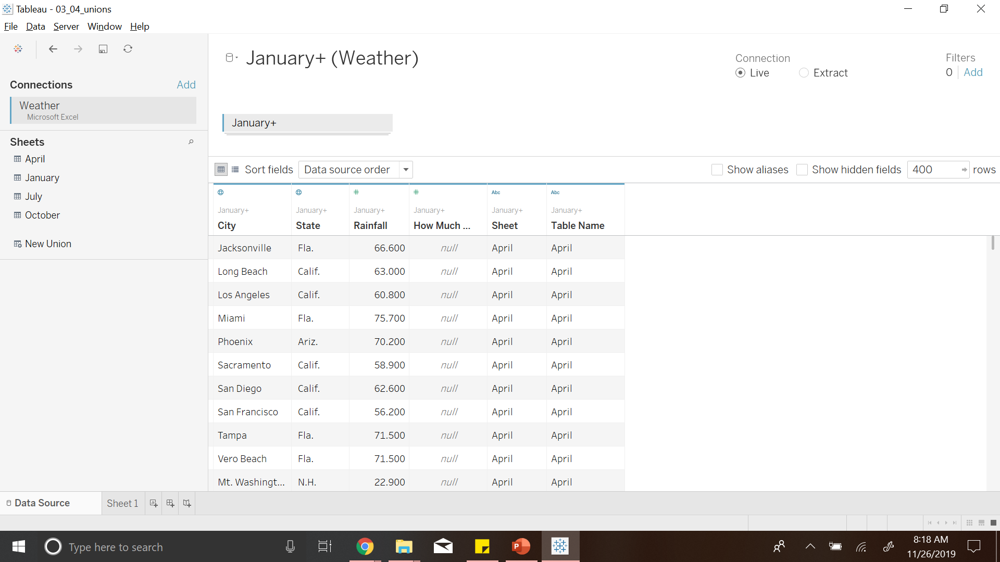 Tableau - 03_04_unions
File Data Server Window Help
Connections Add
Weather
Microsoft Excel
Sheets
April
January
July
October
New Union
January+ (Weather)
Connection
Live Extract
Filters
0 Add
January+
Sort fields Data source order
Show aliases Show hidden fields 400 rows
Abc Abc
January+ January+ January+ January+ January+ January+
City State Rainfall How Much ... Sheet Table Name
Jacksonville Fla. 66.600 null April April
Long Beach Calif. 63.000 null April April
Los Angeles Calif. 60.800 null April April
Miami Fla. 75.700 null April April
Phoenix Ariz. 70.200 null April April
Sacramento Calif. 58.900 null April April
San Diego Calif. 62.600 null April April
San Francisco Calif. 56.200 null April April
Tampa Fla. 71.500 null April April
Vero Beach Fla. 71.500 null April April
Mt. Washingt... N.H. 22.900 null April April
Data Source Sheet 1
Type here to search
8:18 AM
11/26/2019